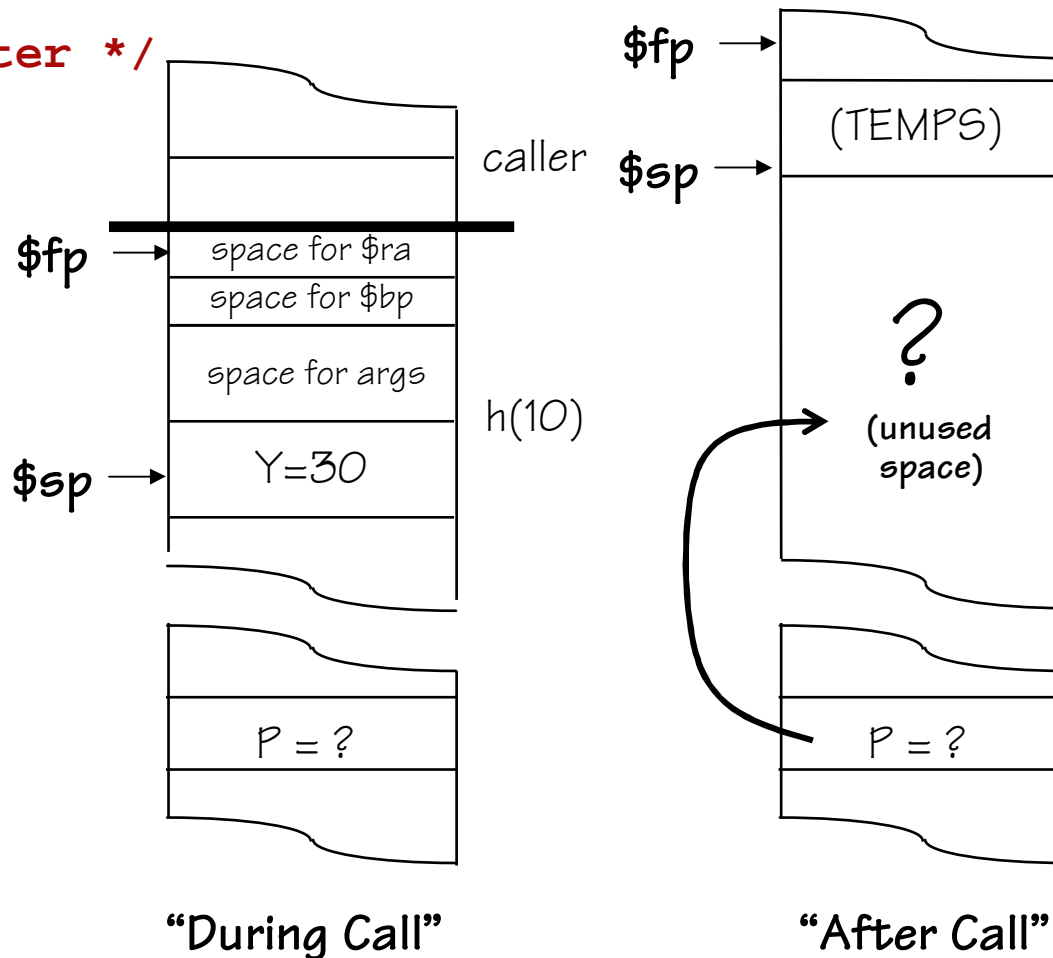 ter */
caller
$fp
space for $ra
space for $bp
space for args
h(10)
$sp
Y=30
P = ?
“During Call”
$fp
(TEMPS)
$sp
?
(unused
space)
P = ?
“After Call”